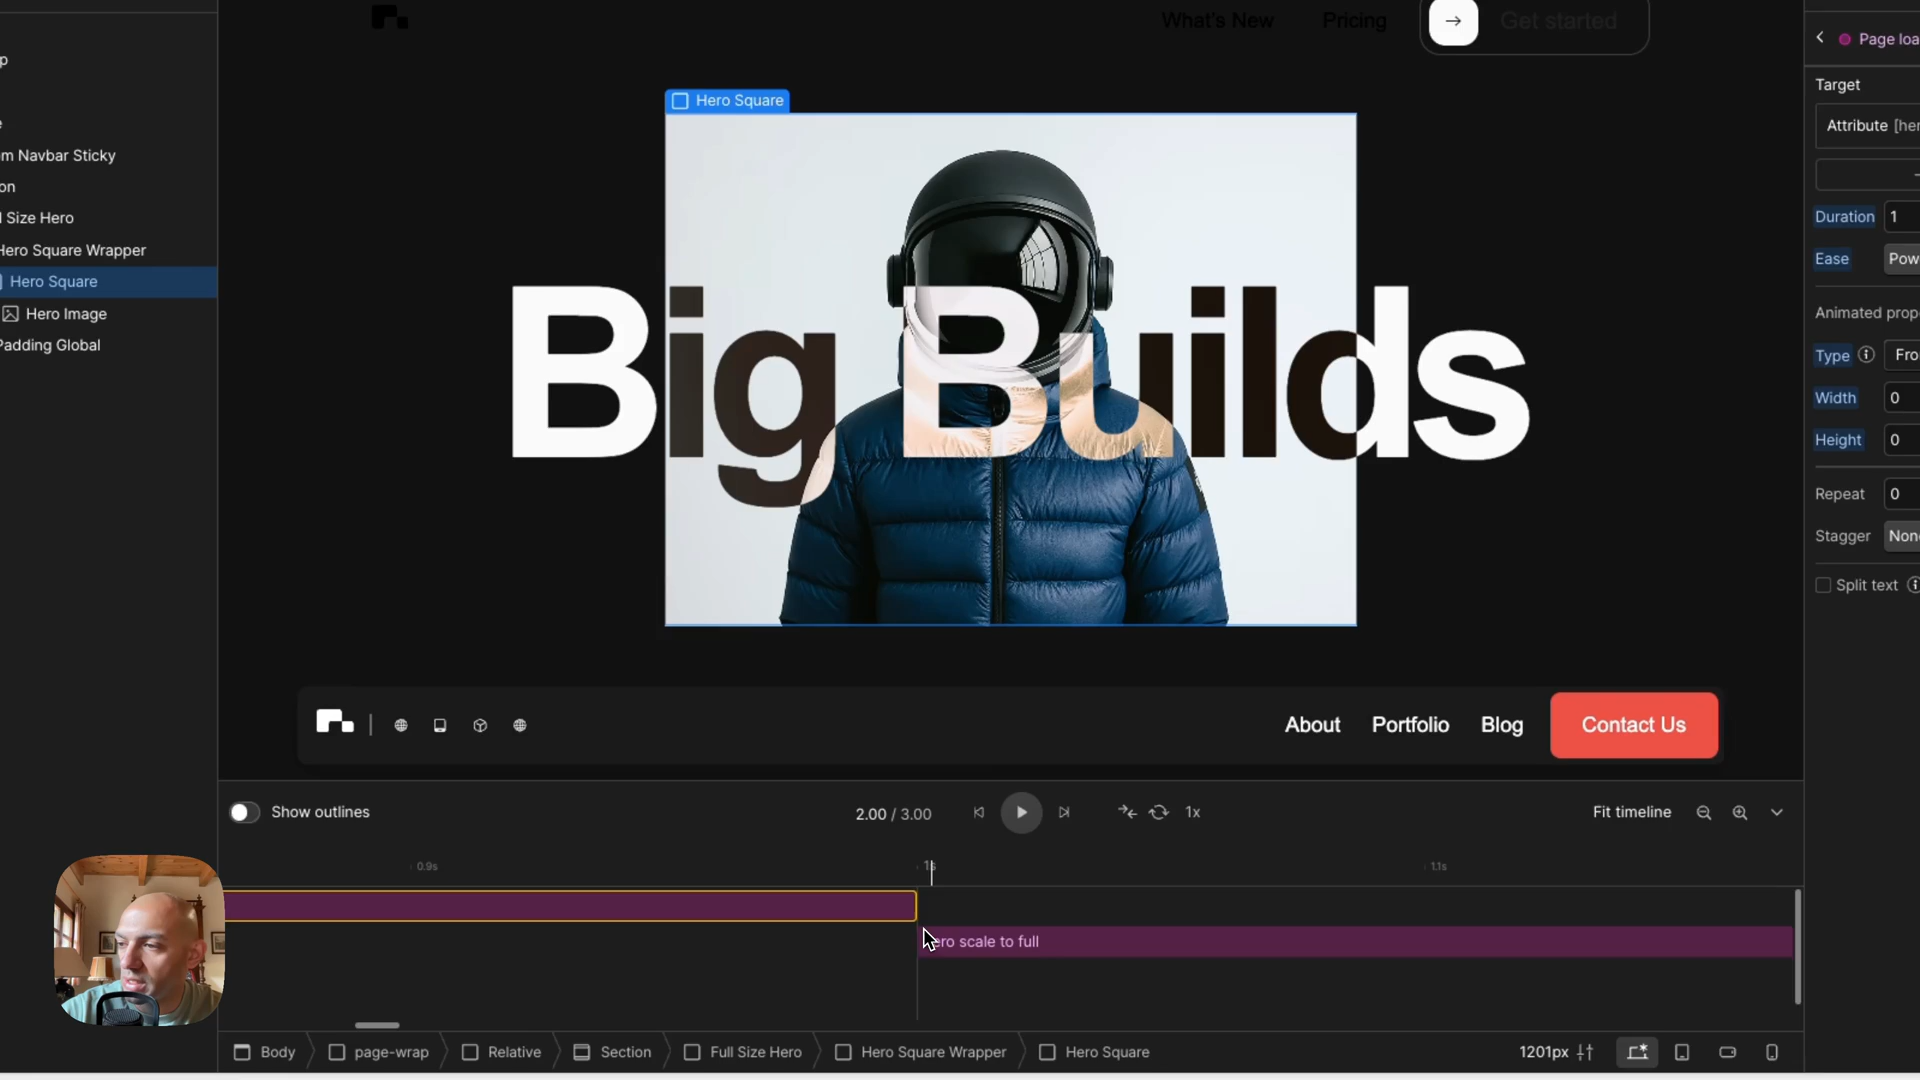 What's New
Pricing
Get started
Page loa
p
Target
Hero Square
e
Attribute [her
m Navbar Sticky
on
l Size Hero
Duration 1
Hero Square Wrapper
Ease Pow
Hero Square
Hero Image
Animated prop
Padding Global
Type Fro
Big Builds
Width 0
Height 0
Repeat 0
Stagger None
Split text
About
Portfolio
Blog
Contact Us
Show outlines
2.00 / 3.00
1x
Fit timeline
0.9s
1s
1.1s
ero scale to full
Body
page-wrap
Relative
Section
Full Size Hero
Hero Square Wrapper
Hero Square
1201px